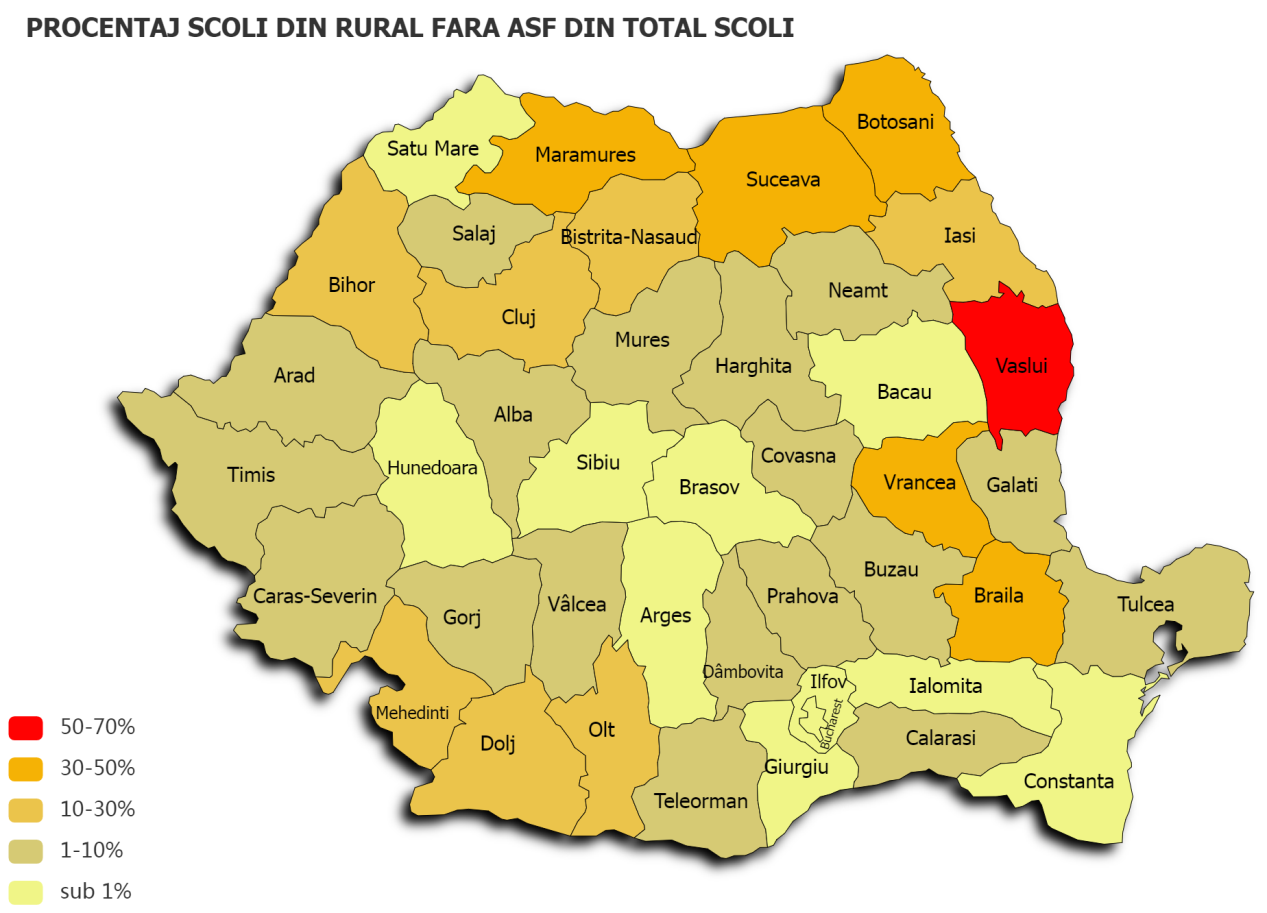 PROCENTAJ SCOLI DIN RURAL FARA ASF DIN TOTAL SCOLI
Botosani
Satu Mare
Maramures
Suceava
Salaj
Bistrita-Nasaud
Iasi
Bihor
Neamt
Cluj
Mures
Harghita
Vaslui
Arad
Bacau
Alba
Covasna
Sibiu
Hunedoara
Timis
Brasov
Vrancea
Galati
Buzau
Caras-Severin
Prahova
Braila
Vâlcea
Tulcea
Arges
Gorj
Dâmbovita
Ilfov
Ialomita
Mehedinti
Bucharest
Olt
Dolj
Calarasi
Giurgiu
Constanta
Teleorman
50-70%
30-50%
10-30%
1-10%
sub 1%